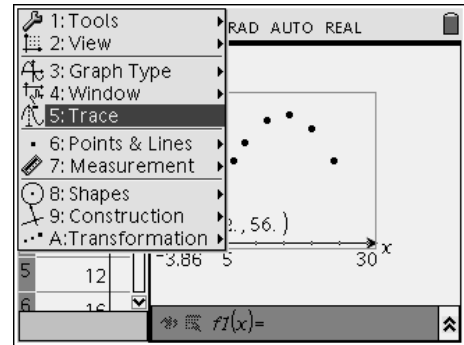 1: Tools
RAD AUTO REAL
2: View
3: Graph Type
4: Window
5: Trace
6: Points & Lines
7: Measurement
8: Shapes
9: Construction
A:Transformation
., 56. )
x
-3.86 5 30
5 12
6 16
f1(x)=